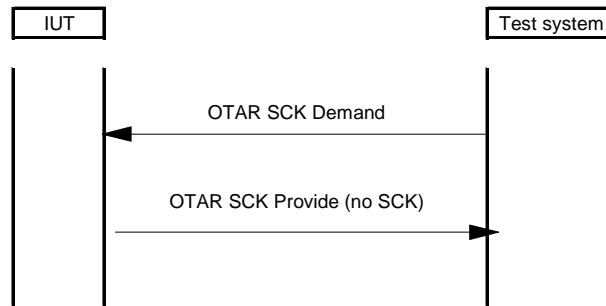 IUT
Test system
OTAR SCK Demand
OTAR SCK Provide (no SCK)